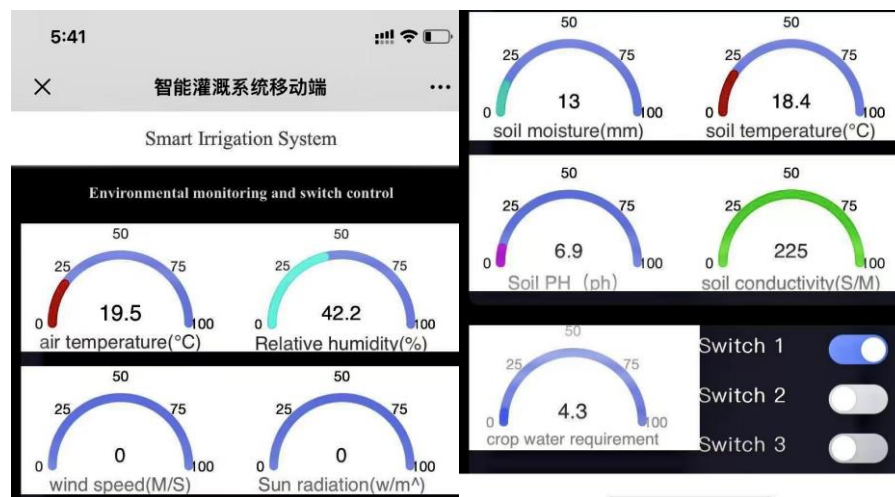 5:41
智能灌溉系统移动端
Smart Irrigation System
Environmental monitoring and switch control
50
25 75
19.5
0 100
air temperature(°C)
50
25 75
42.2
0 100
Relative humidity(%)
50
25 75
0
0 100
wind speed(M/S)
50
25 75
0
0 100
Sun radiation(w/m^)
50
25 75
13
0 100
soil moisture(mm)
50
25 75
18.4
0 100
soil temperature(°C)
50
25 75
6.9
0 100
Soil PH（ph）
50
25 75
225
0 100
soil conductivity(S/M)
50
25 75
4.3
0 100
crop water requirement
Switch 1
Switch 2
Switch 3